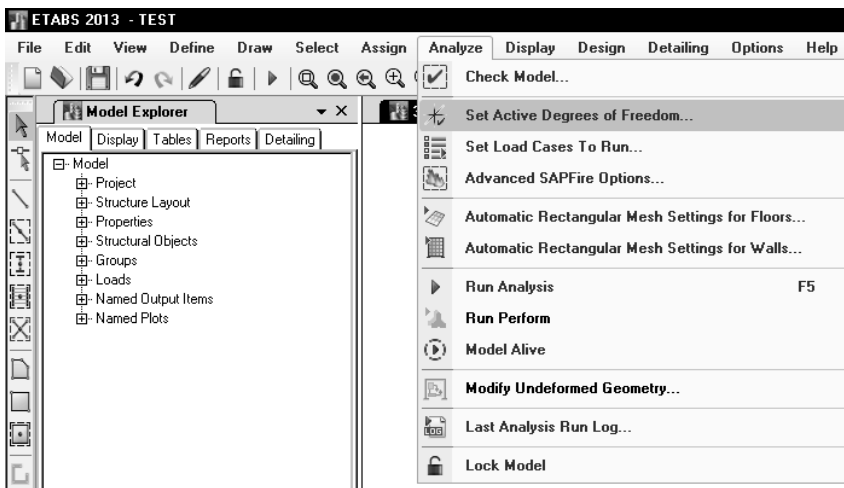 ETABS 2013 - TEST
File Edit View Define Draw Select Assign Analyze Display Design Detailing Options Help
Model Explorer
Model Display Tables Reports Detailing
Model
Project
Structure Layout
Properties
Structural Objects
Groups
Loads
Named Output Items
Named Plots
Check Model...
Set Active Degrees of Freedom...
Set Load Cases To Run...
Advanced SAPFire Options...
Automatic Rectangular Mesh Settings for Floors...
Automatic Rectangular Mesh Settings for Walls...
Run Analysis F5
Run Perform
Model Alive
Modify Undeformed Geometry...
LOG
Last Analysis Run Log...
Lock Model